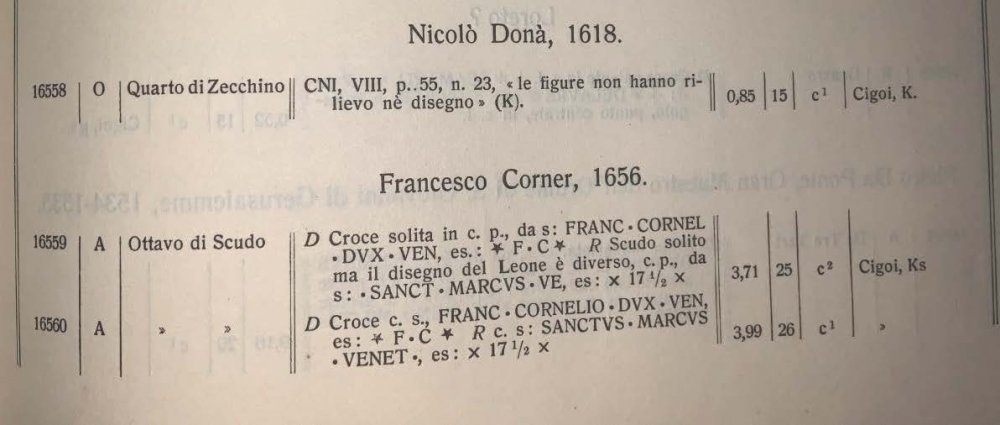 Nicolò Donà, 1618.
16558 O Quarto di Zecchino CNI, VIII, p..55, n. 23, « le figure non hanno ri-
lievo nè disegno » (K). 0,85 15 c¹ Cigoi, K.
Francesco Corner, 1656.
16559 A Ottavo di Scudo D Croce solita in c. p., da s: FRANC • CORNEL
• DVX • VEN, es.: * F • C * R Scudo solito
ma il disegno del Leone è diverso, c. p., da
s: • SANCT • MARCVS • VE, es: × 17 1/2 × 3,71 25 c² Cigoi, Ks
16560 A » » D Croce c. s., FRANC • CORNELIO • DVX • VEN,
es: * F • C * R c. s: SANCTVS • MARCVS
• VENET •, es: × 17 1/2 × 3,99 26 c¹ »